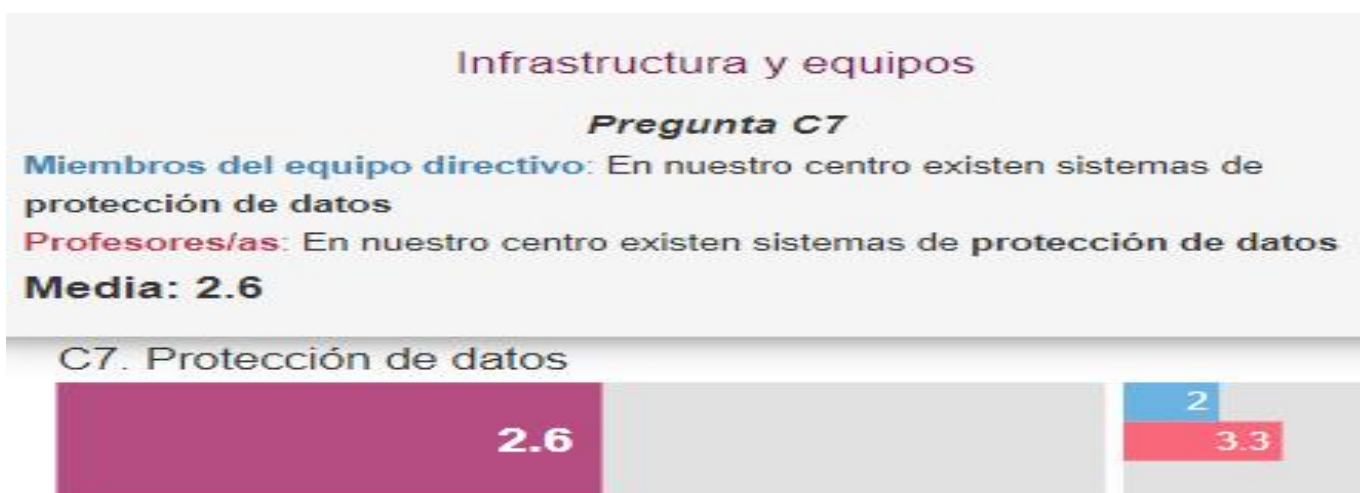 Infrastructura y equipos
Pregunta C7
Miembros del equipo directivo: En nuestro centro existen sistemas de
protección de datos
Profesores/as: En nuestro centro existen sistemas de protección de datos
Media: 2.6
C7. Protección de datos
2.6
2
3.3